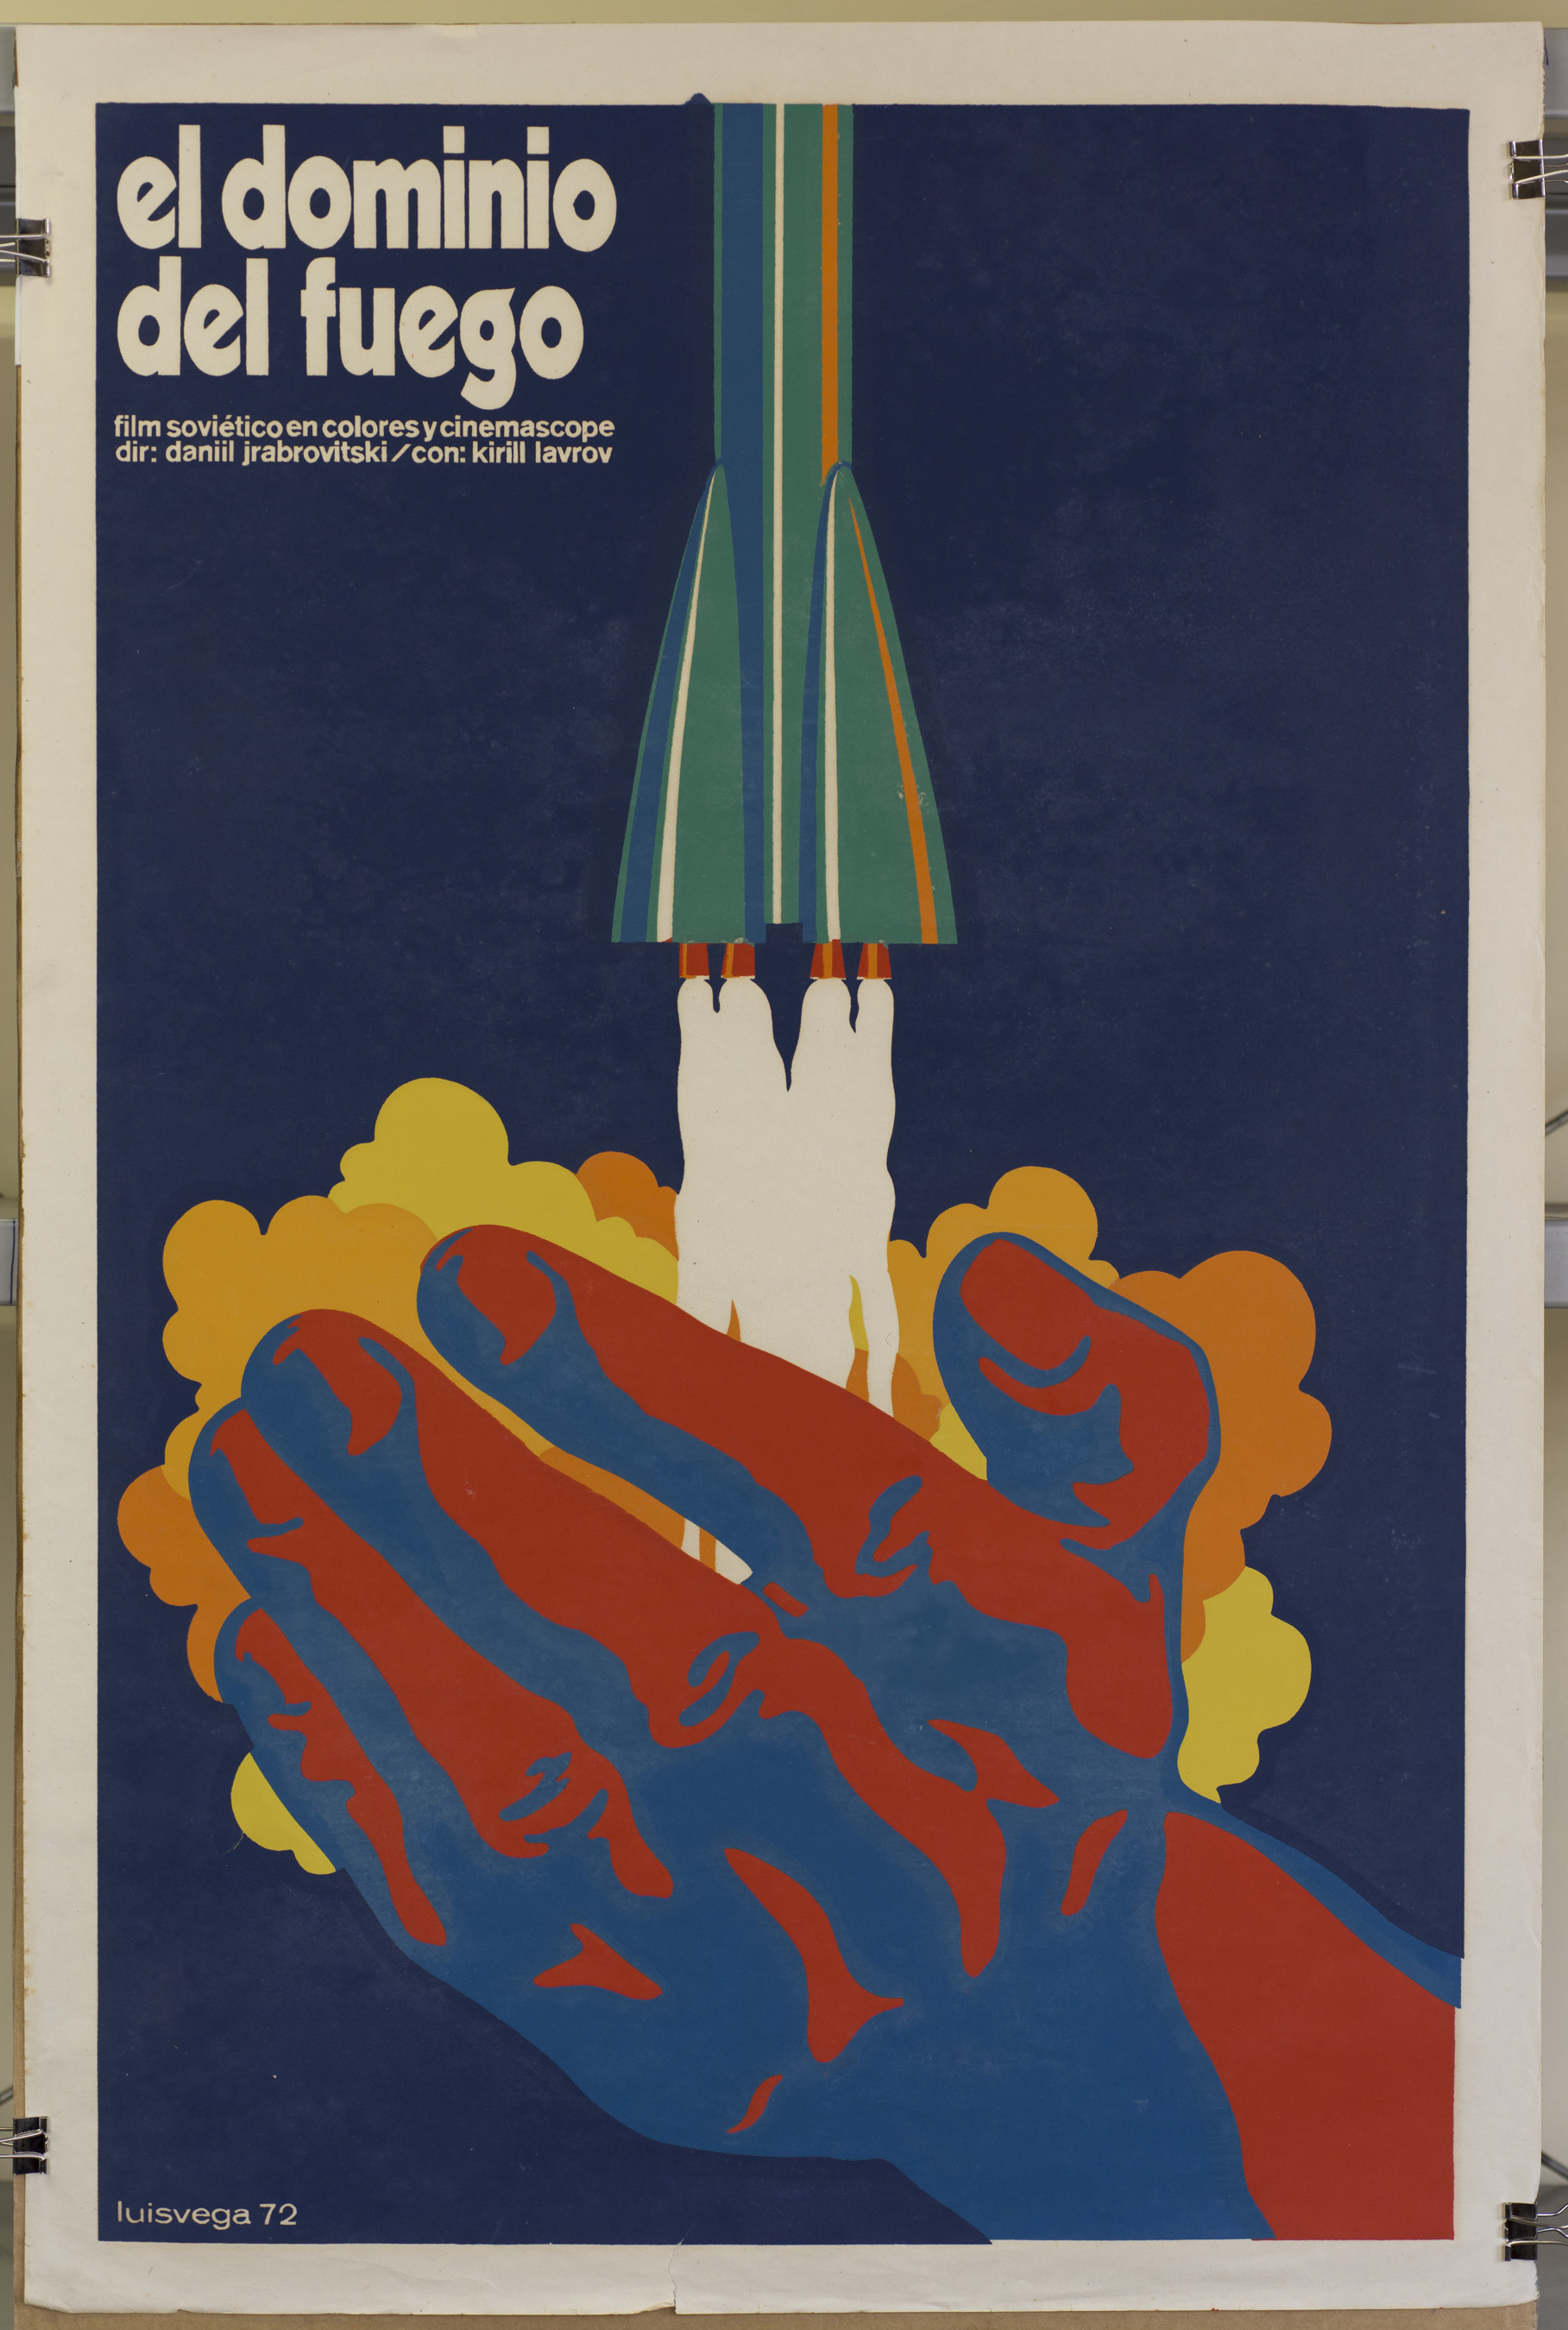 el dominio
del fuego
film soviético en colores y cinemascope
dir: daniil jrabrovitski/con: kirill lavrov
luisvega 72